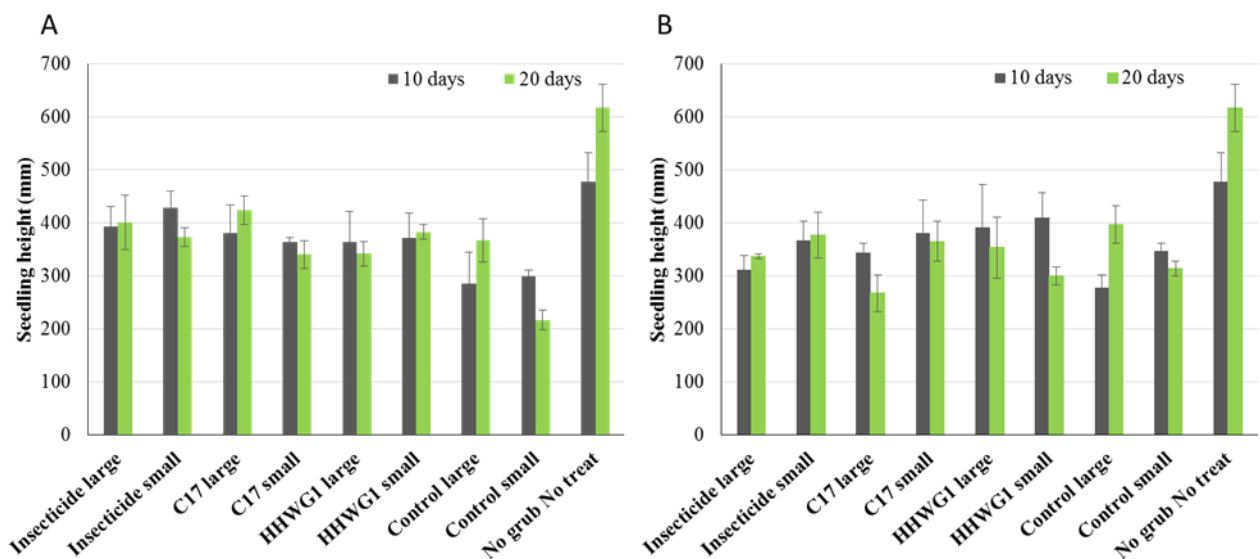 A
700
600
500
400
300
200
100
0
Seedling height (mm)
10 days
20 days
Insecticide large
Insecticide small
C17 large
C17 small
HHWG1 large
HHWG1 small
Control large
Control small
No grub No treat
B
700
600
500
400
300
200
100
0
Seedling height (mm)
10 days
20 days
Insecticide large
Insecticide small
C17 large
C17 small
HHWG1 large
HHWG1 small
Control large
Control small
No grub No treat